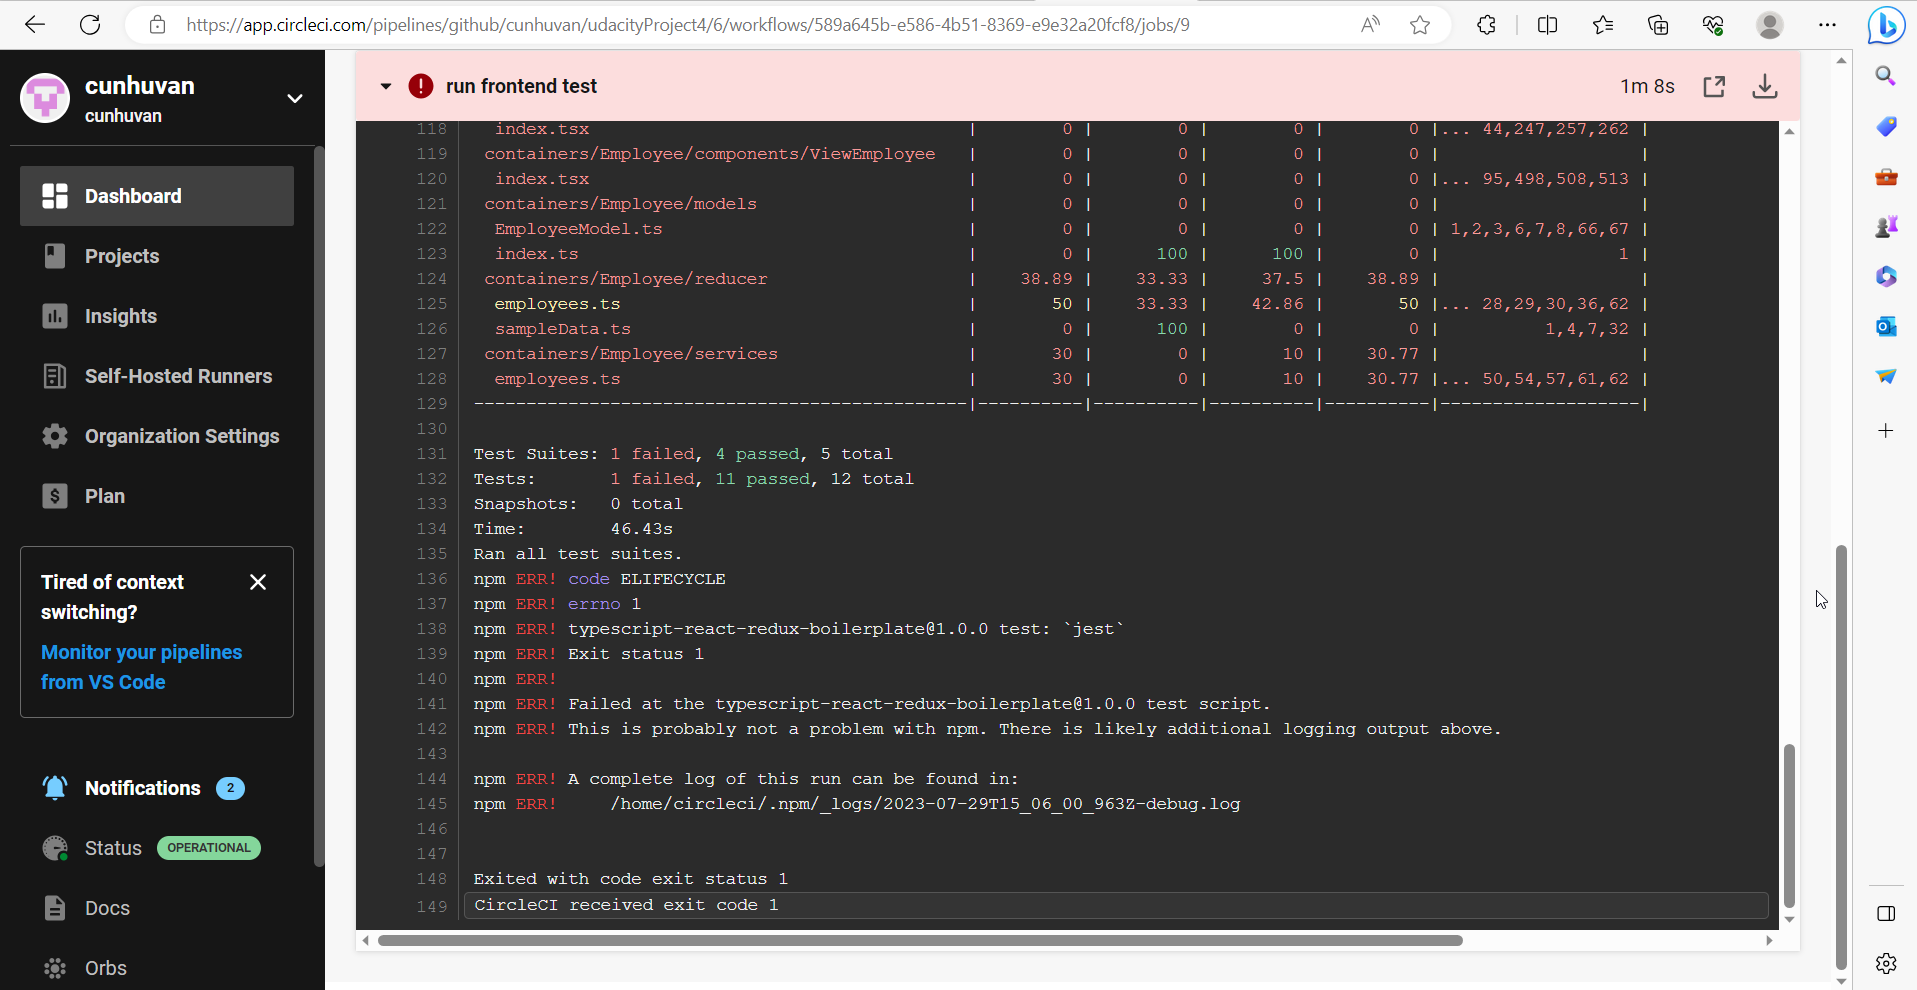 https://app.circleci.com/pipelines/github/cunhuvan/udacityProject4/6/workflows/589a645b-e586-4b51-8369-e9e32a20fcf8/jobs/9
cunhuvan
cunhuvan
Dashboard
Projects
Insights
Self-Hosted Runners
Organization Settings
Plan
Tired of context
switching?
Monitor your pipelines
from VS Code
Notifications 2
Status OPERATIONAL
Docs
Orbs
run frontend test 1m 8s
118 index.tsx | 0 | 0 | 0 | 0 |... 44,247,257,262 |
119 containers/Employee/components/ViewEmployee | 0 | 0 | 0 | 0 | |
120 index.tsx | 0 | 0 | 0 | 0 |... 95,498,508,513 |
121 containers/Employee/models | 0 | 0 | 0 | 0 | |
122 EmployeeModel.ts | 0 | 0 | 0 | 0 | 1,2,3,6,7,8,66,67 |
123 index.ts | 0 | 100 | 100 | 0 | 1 |
124 containers/Employee/reducer | 38.89 | 33.33 | 37.5 | 38.89 | |
125 employees.ts | 50 | 33.33 | 42.86 | 50 |... 28,29,30,36,62 |
126 sampleData.ts | 0 | 100 | 0 | 0 | 1,4,7,32 |
127 containers/Employee/services | 30 | 0 | 10 | 30.77 | |
128 employees.ts | 30 | 0 | 10 | 30.77 |... 50,54,57,61,62 |
129 -----------------------------------------------|----------|----------|----------|----------|-------------------|
130
131 Test Suites: 1 failed, 4 passed, 5 total
132 Tests: 1 failed, 11 passed, 12 total
133 Snapshots: 0 total
134 Time: 46.43s
135 Ran all test suites.
136 npm ERR! code ELIFECYCLE
137 npm ERR! errno 1
138 npm ERR! typescript-react-redux-boilerplate@1.0.0 test: `jest`
139 npm ERR! Exit status 1
140 npm ERR!
141 npm ERR! Failed at the typescript-react-redux-boilerplate@1.0.0 test script.
142 npm ERR! This is probably not a problem with npm. There is likely additional logging output above.
143
144 npm ERR! A complete log of this run can be found in:
145 npm ERR! /home/circleci/.npm/_logs/2023-07-29T15_06_00_963Z-debug.log
146
147
148 Exited with code exit status 1
149 CircleCI received exit code 1